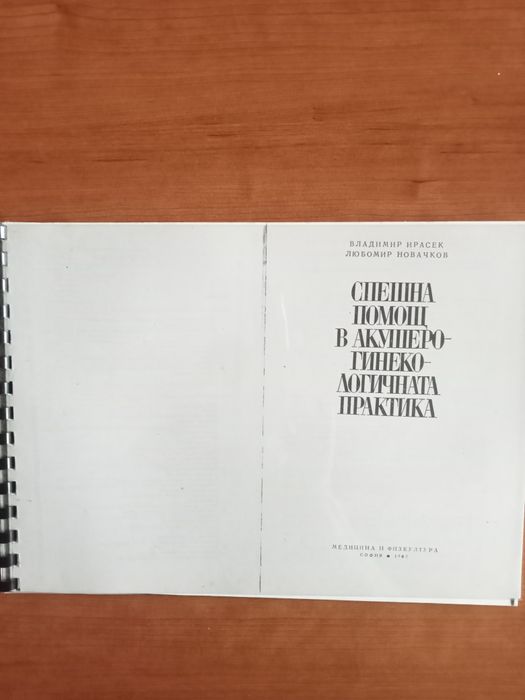 ВЛАДИМИР ИРАСЕК
ЛЮБОМИР НОВАЧКОВ
СПЕШНА
ПОМОЩ
В АКУШЕРО-
ГИНЕКО-
ЛОГИЧНАТА
ПРАКТИКА
МЕДИЦИНА И ФИЗКУЛТУРА
СОФИЯ •